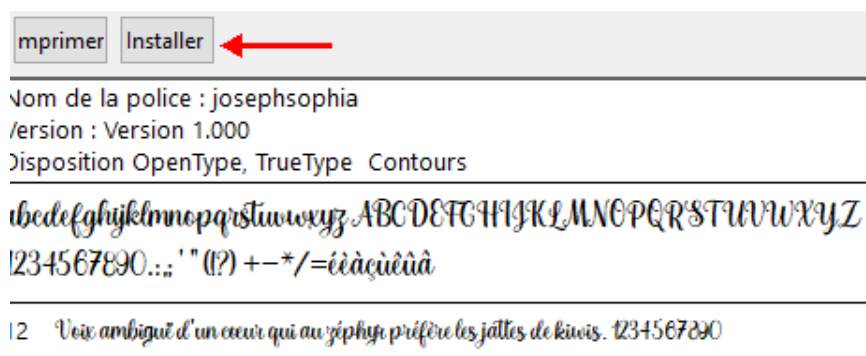 mprimer Installer
Nom de la police : josephsophia
Version : Version 1.000
Disposition OpenType, TrueType Contours
abcdefghijklmnopqrstuvwxyz ABCDEFGHIJKLMNOPQRSTUVWXYZ
1234567890.:,; ' " (!?) +-*/=éèàçùêûâ
12 Voix ambiguë d'un cœur qui au zéphyr préfère les jattes de kiwis. 1234567890